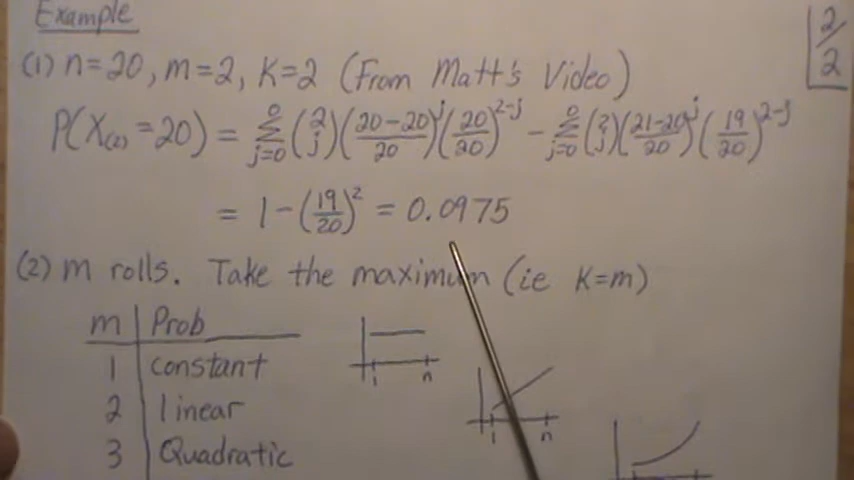 Example
2/2
(1) n=20, m=2, K=2 (From Matt's Video)
P(X₍₂₎ = 20) = Σ_{j=0}^{0} (2 j) ((20-20)/20)^j (20/20)^{2-j} - Σ_{j=0}^{0} (2 j) ((21-20)/20)^j (19/20)^{2-j}
= 1 - (19/20)² = 0.0975
(2) m rolls. Take the maximum (ie K=m)
m | Prob
1 | constant
2 | linear
3 | Quadratic
1 n
1 n